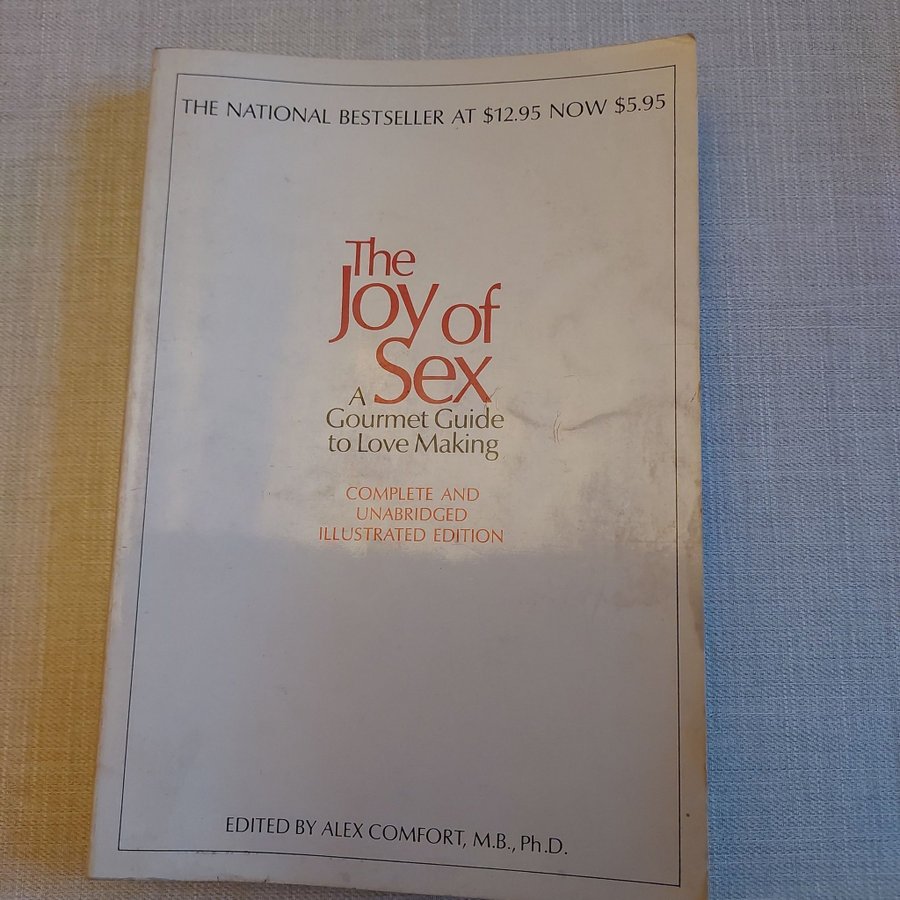 THE NATIONAL BESTSELLER AT $12.95 NOW $5.95
The
Joy of
Sex
A
Gourmet Guide
to Love Making
COMPLETE AND
UNABRIDGED
ILLUSTRATED EDITION
EDITED BY ALEX COMFORT, M.B., Ph.D.